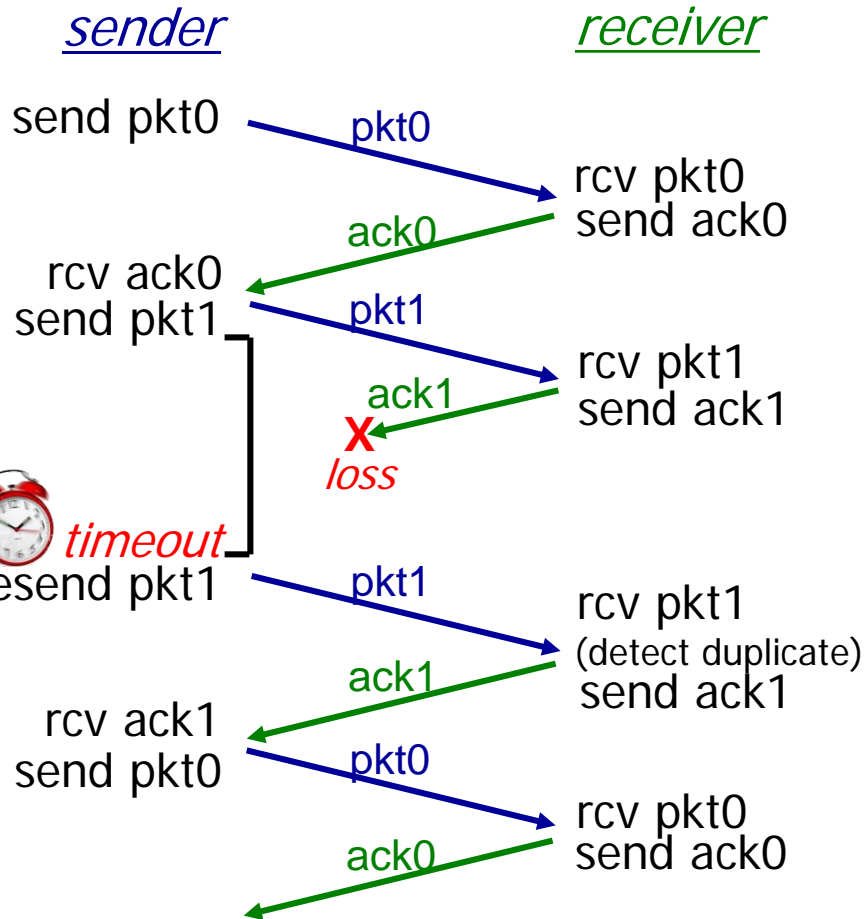 sender
receiver
send pkt0
pkt0
rcv pkt0
send ack0
ack0
rcv ack0
send pkt1
pkt1
rcv pkt1
send ack1
ack1
X
loss
timeout
esend pkt1
pkt1
rcv pkt1
(detect duplicate)
send ack1
ack1
rcv ack1
send pkt0
pkt0
rcv pkt0
send ack0
ack0